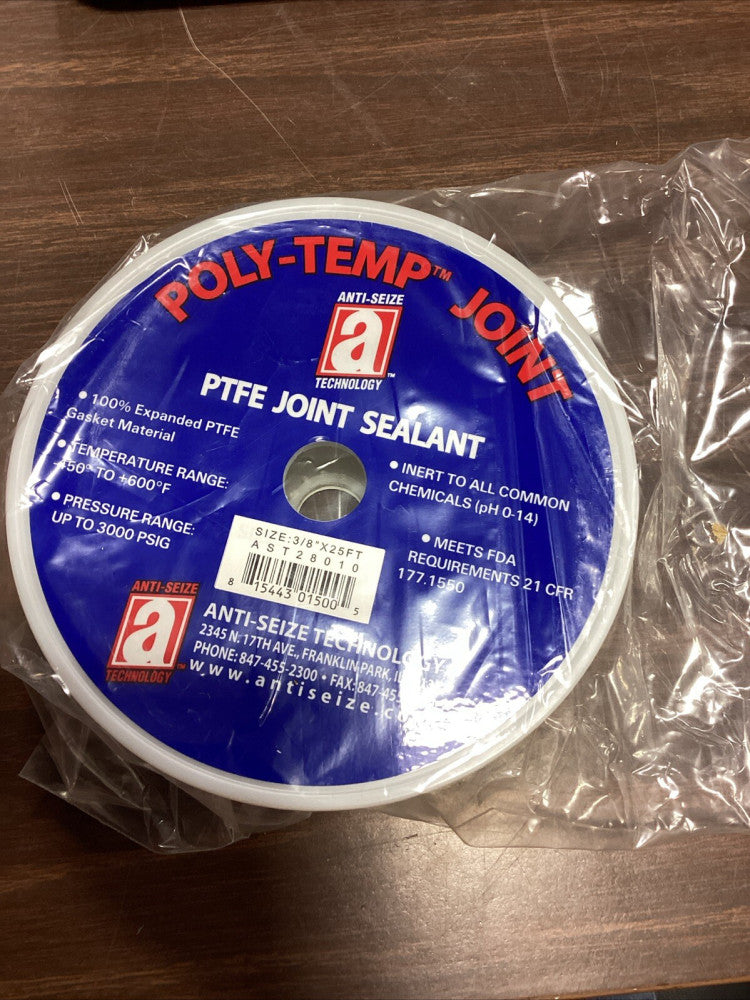 POLY-TEMP™ JOINT
ANTI-SEIZE
a
TECHNOLOGY™
PTFE JOINT SEALANT
• 100% Expanded PTFE
Gasket Material
• TEMPERATURE RANGE:
-450° TO +600°F
• PRESSURE RANGE:
UP TO 3000 PSIG
• INERT TO ALL COMMON
CHEMICALS (pH 0-14)
• MEETS FDA
REQUIREMENTS 21 CFR
177.1550
SIZE:3/8"X25FT
AST28010
8 15443 01500 5
ANTI-SEIZE
a
TECHNOLOGY™
ANTI-SEIZE TECHNOLOGY
2345 N. 17TH AVE., FRANKLIN PARK,
PHONE: 847-455-2300 • FAX: 847-
www.antiseize.com